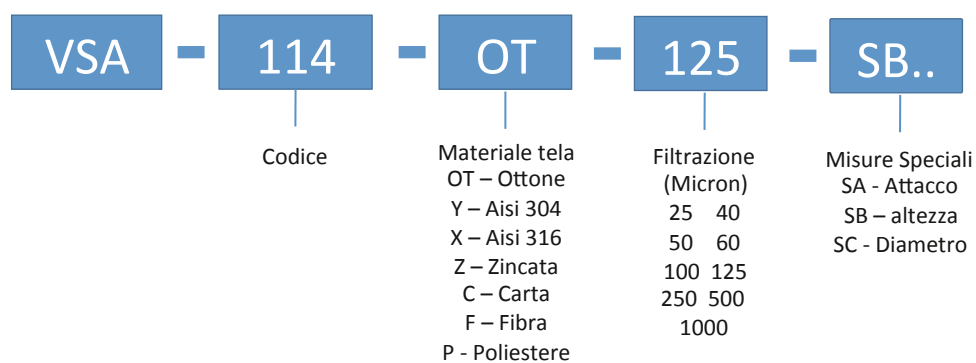 VSA - 114 - OT - 125 - SB..
Codice
Materiale tela
OT – Ottone
Y – Aisi 304
X – Aisi 316
Z – Zincata
C – Carta
F – Fibra
P - Poliestere
Filtrazione
(Micron)
25 40
50 60
100 125
250 500
1000
Misure Speciali
SA - Attacco
SB – altezza
SC - Diametro